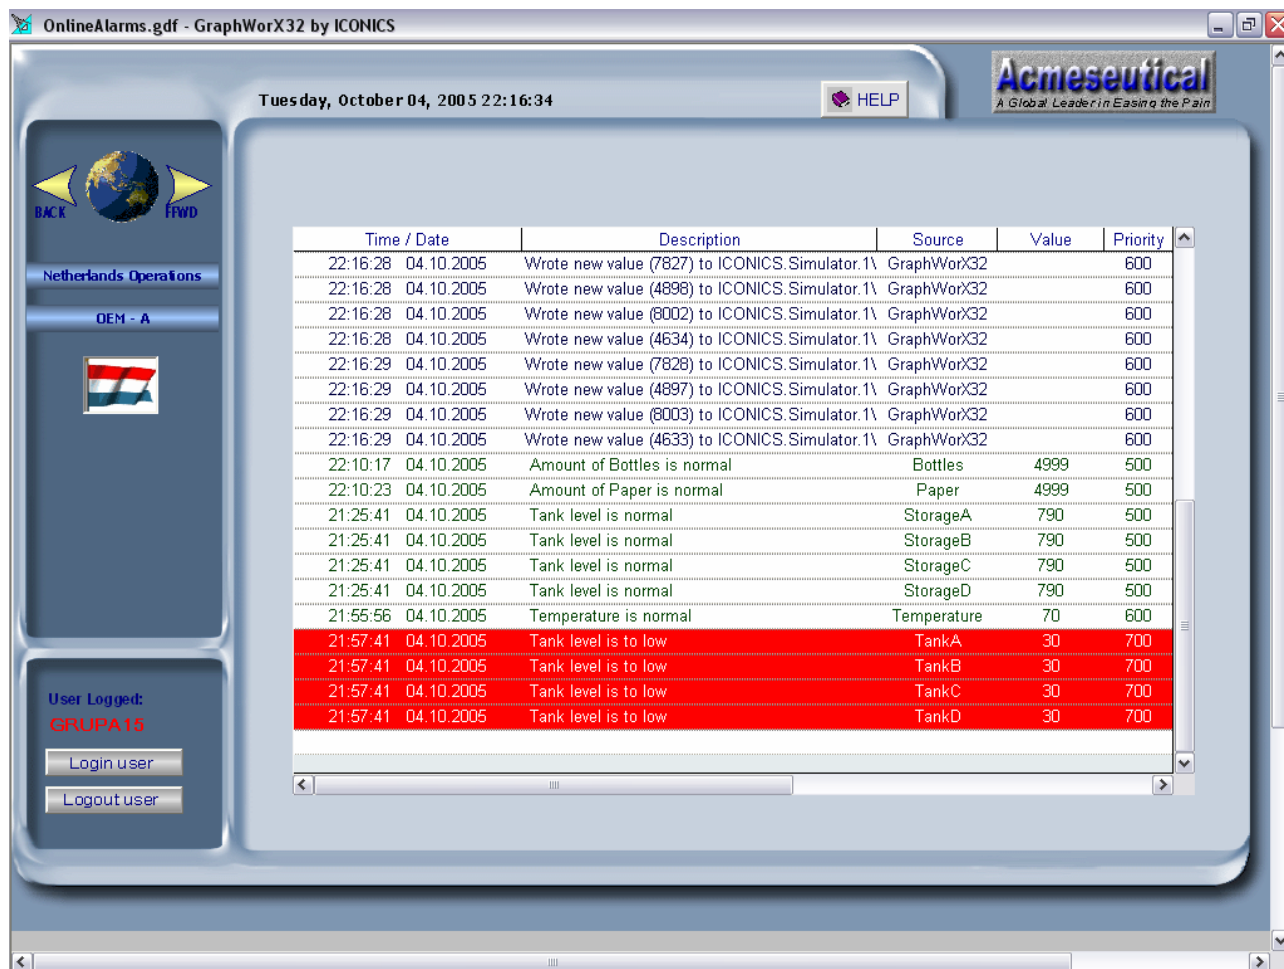 OnlineAlarms.gdf - GraphWorX32 by ICONICS
Acmeseutical
A Global Leader in Easing the Pain
Tuesday, October 04, 2005 22:16:34
HELP
BACK FFWD
Netherlands Operations
OEM - A
Time / Date Description Source Value Priority
22:16:28 04.10.2005 Wrote new value (7827) to ICONICS.Simulator.1\ GraphWorX32 600
22:16:28 04.10.2005 Wrote new value (4898) to ICONICS.Simulator.1\ GraphWorX32 600
22:16:28 04.10.2005 Wrote new value (8002) to ICONICS.Simulator.1\ GraphWorX32 600
22:16:28 04.10.2005 Wrote new value (4634) to ICONICS.Simulator.1\ GraphWorX32 600
22:16:29 04.10.2005 Wrote new value (7828) to ICONICS.Simulator.1\ GraphWorX32 600
22:16:29 04.10.2005 Wrote new value (4897) to ICONICS.Simulator.1\ GraphWorX32 600
22:16:29 04.10.2005 Wrote new value (8003) to ICONICS.Simulator.1\ GraphWorX32 600
22:16:29 04.10.2005 Wrote new value (4633) to ICONICS.Simulator.1\ GraphWorX32 600
22:10:17 04.10.2005 Amount of Bottles is normal Bottles 4999 500
22:10:23 04.10.2005 Amount of Paper is normal Paper 4999 500
21:25:41 04.10.2005 Tank level is normal StorageA 790 500
21:25:41 04.10.2005 Tank level is normal StorageB 790 500
21:25:41 04.10.2005 Tank level is normal StorageC 790 500
21:25:41 04.10.2005 Tank level is normal StorageD 790 500
21:55:56 04.10.2005 Temperature is normal Temperature 70 600
21:57:41 04.10.2005 Tank level is to low TankA 30 700
21:57:41 04.10.2005 Tank level is to low TankB 30 700
21:57:41 04.10.2005 Tank level is to low TankC 30 700
21:57:41 04.10.2005 Tank level is to low TankD 30 700
User Logged:
GRUPA15
Login user
Logout user